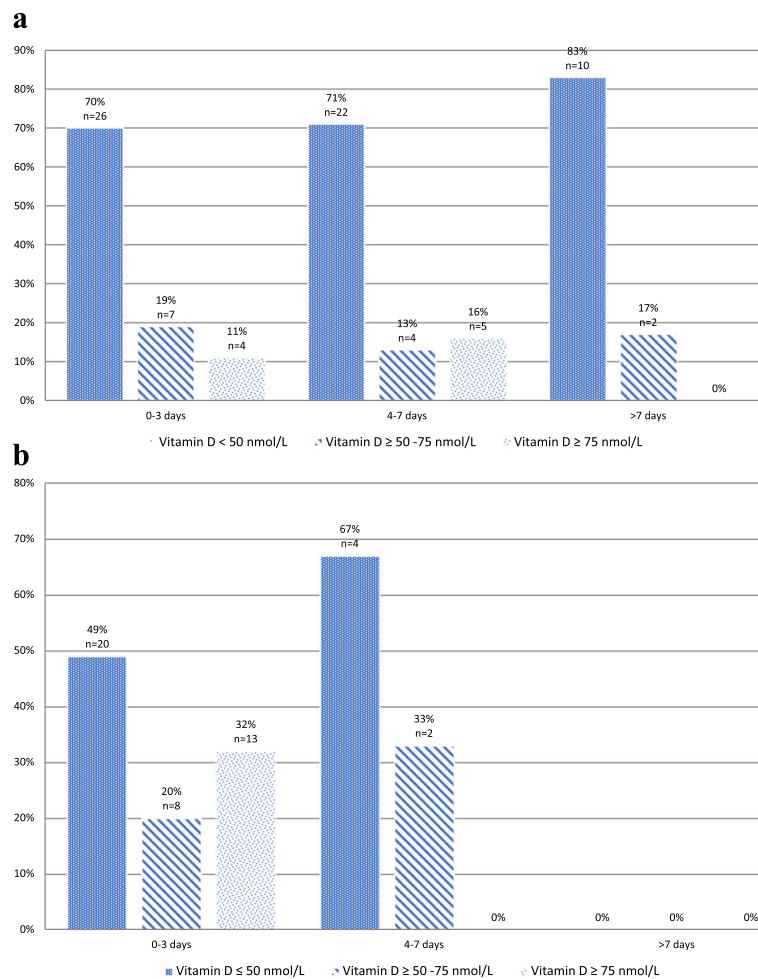 a
90%
80%
70%
60%
50%
40%
30%
20%
10%
0%
70%
n=26
19%
n=7
11%
n=4
71%
n=22
13%
n=4
16%
n=5
83%
n=10
17%
n=2
0%
0-3 days 4-7 days >7 days
Vitamin D < 50 nmol/L Vitamin D ≥ 50 -75 nmol/L Vitamin D ≥ 75 nmol/L
b
80%
70%
60%
50%
40%
30%
20%
10%
0%
49%
n=20
20%
n=8
32%
n=13
67%
n=4
33%
n=2
0%
0%
0%
0%
0-3 days 4-7 days >7 days
Vitamin D ≤ 50 nmol/L Vitamin D ≥ 50 -75 nmol/L Vitamin D ≥ 75 nmol/L